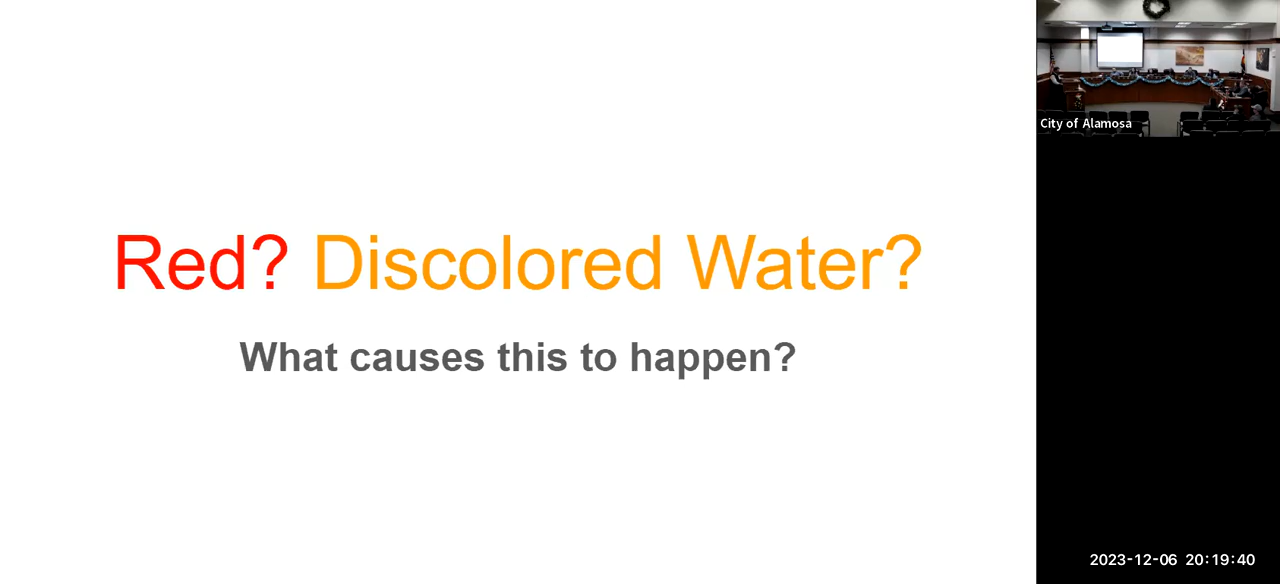 Red? Discolored Water?
What causes this to happen?
City of Alamosa
2023-12-06 20:19:40